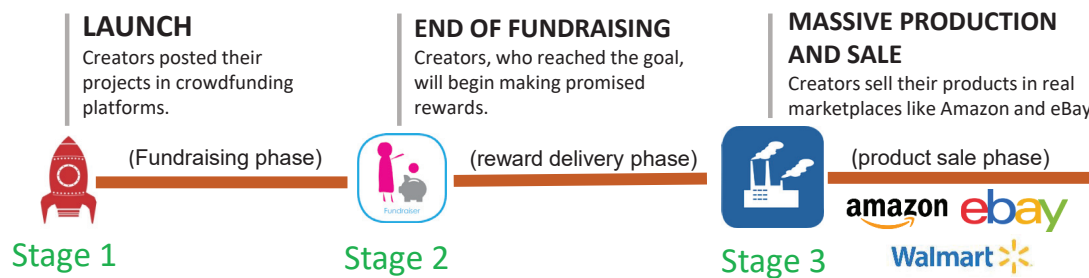 LAUNCH
Creators posted their
projects in crowdfunding
platforms.
END OF FUNDRAISING
Creators, who reached the goal,
will begin making promised
rewards.
MASSIVE PRODUCTION
AND SALE
Creators sell their products in real
marketplaces like Amazon and eBay
(Fundraising phase)
(reward delivery phase)
(product sale phase)
Fundraiser
amazon
ebay
Walmart
Stage 1
Stage 2
Stage 3